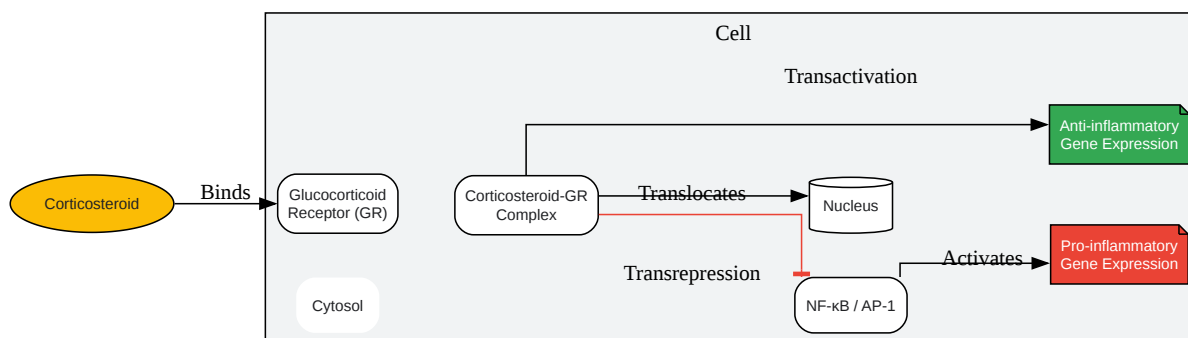 Cell
Transactivation
Anti-inflammatory
Gene Expression
Corticosteroid
Binds
Glucocorticoid
Receptor (GR)
Corticosteroid-GR
Complex
Translocates
Nucleus
Pro-inflammatory
Gene Expression
Transrepression
Activates
Cytosol
NF-κB / AP-1